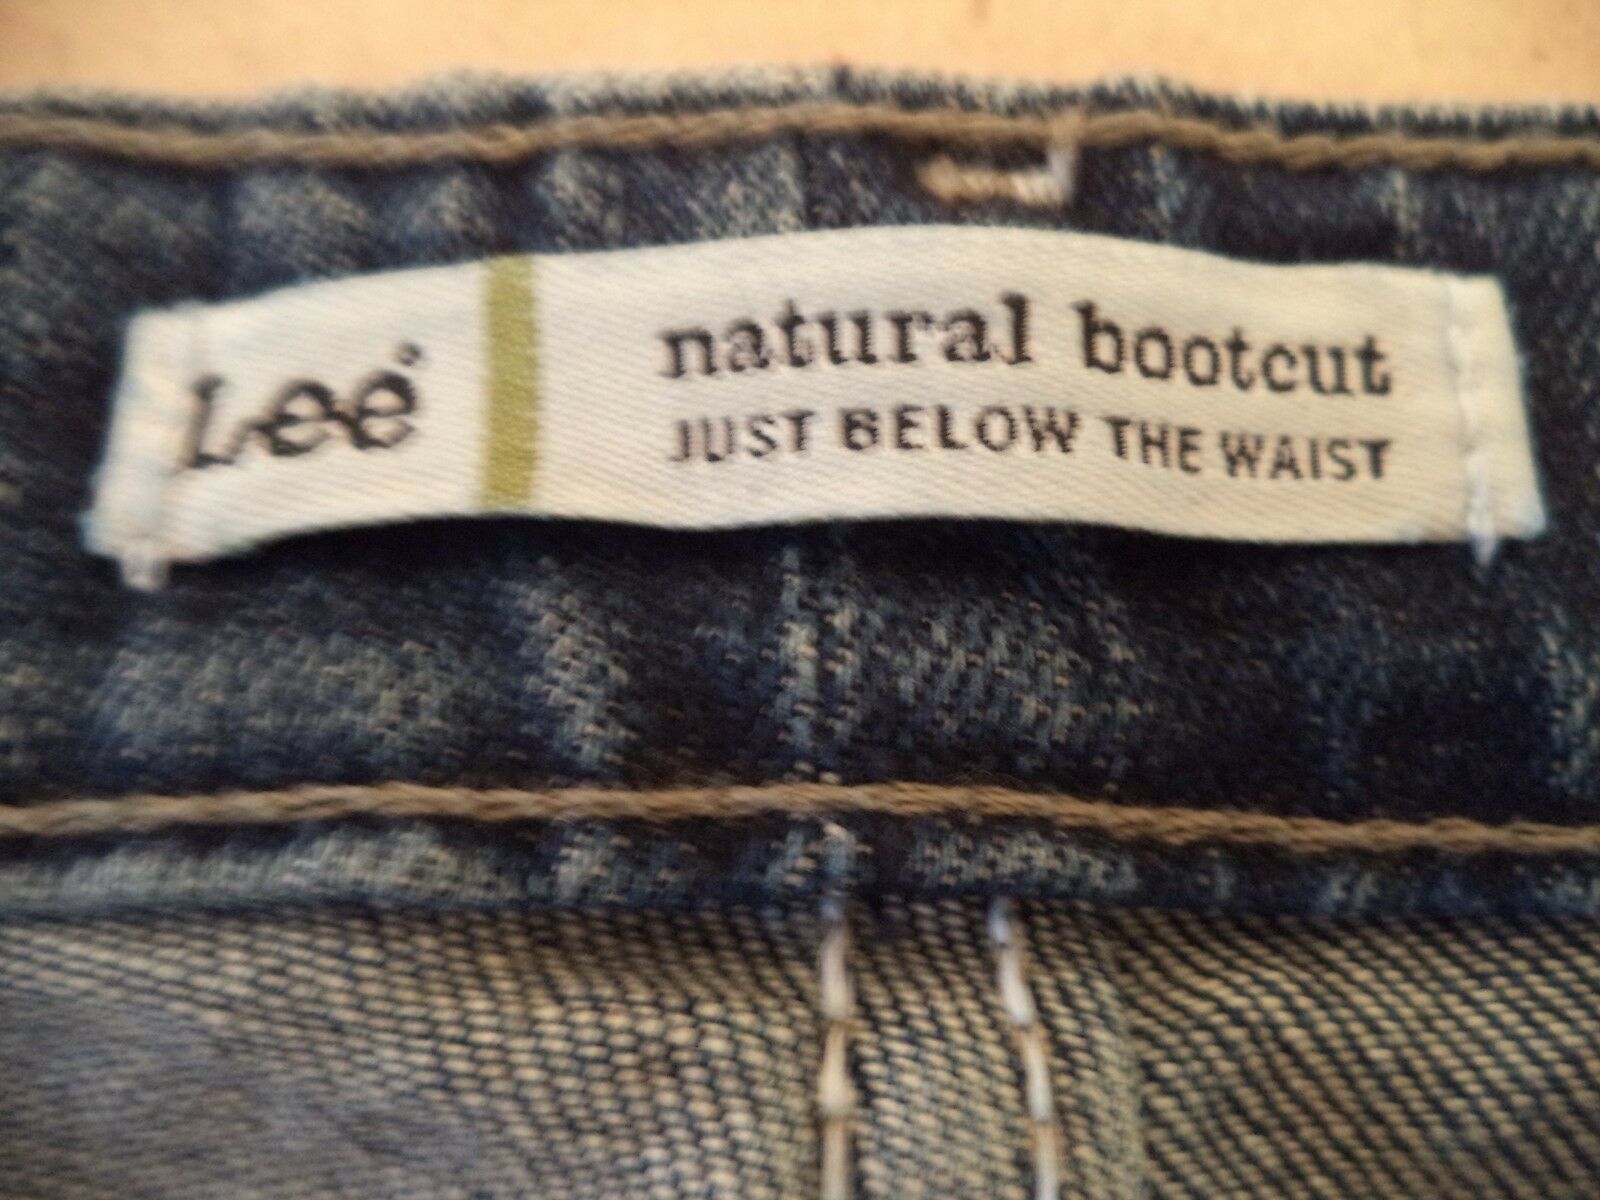 Lee®
natural bootcut
JUST BELOW THE WAIST